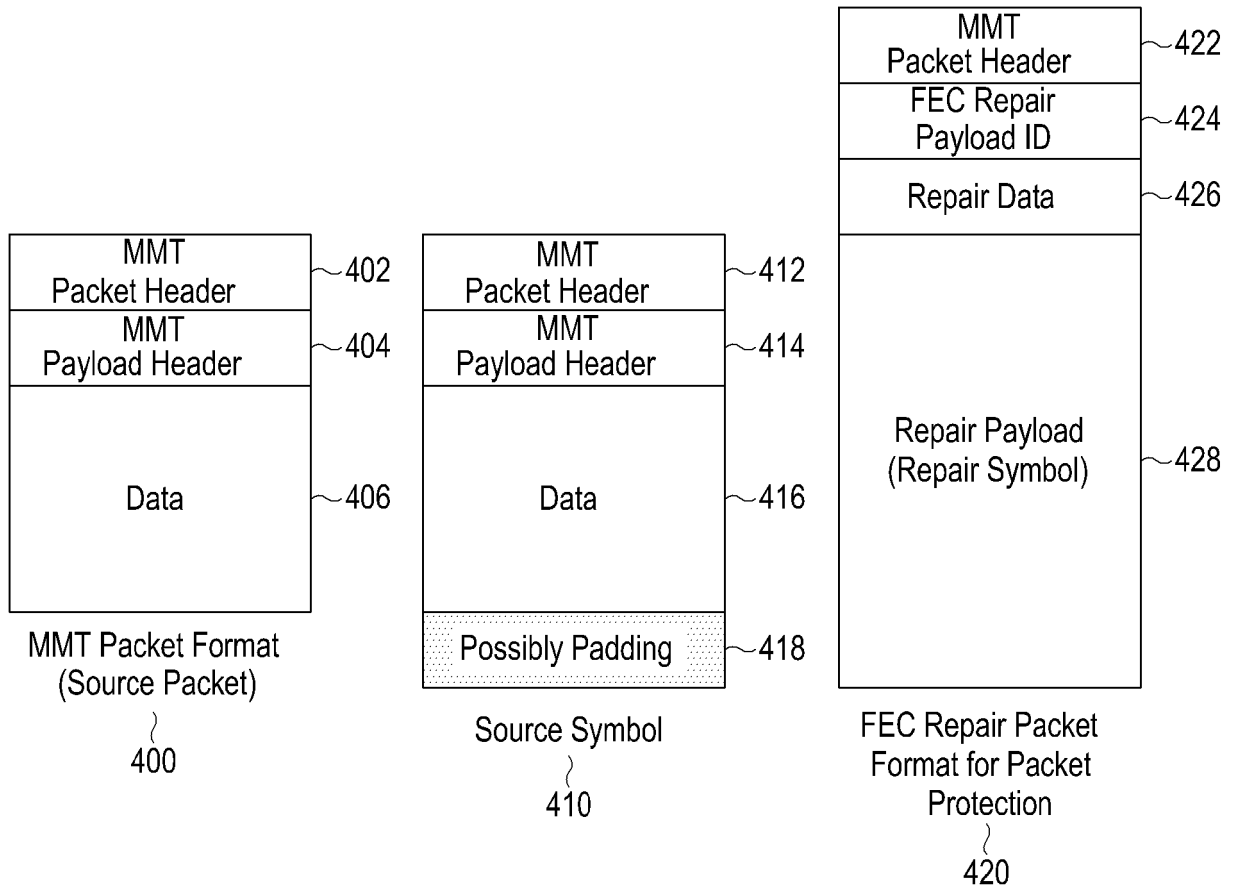 MMT
Packet Header
402
MMT
Payload Header
404
Data
406
MMT Packet Format
(Source Packet)
400
MMT
Packet Header
412
MMT
Payload Header
414
Data
416
Possibly Padding
418
Source Symbol
410
MMT
Packet Header
422
FEC Repair
Payload ID
424
Repair Data
426
Repair Payload
(Repair Symbol)
428
FEC Repair Packet
Format for Packet
Protection
420